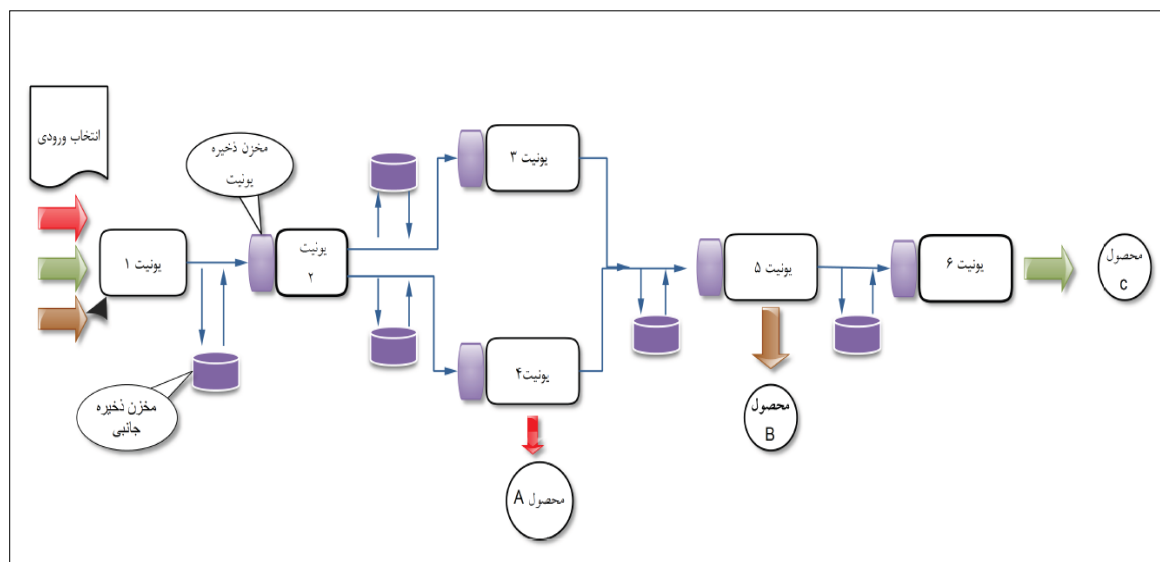 انتخاب ورودی
مخزن ذخیره
یونیت
یونیت ۳
یونیت ۱
یونیت
۲
یونیت ۵
یونیت ۶
محصول
c
مخزن ذخیره
جانبی
یونیت۴
محصول
B
محصول A